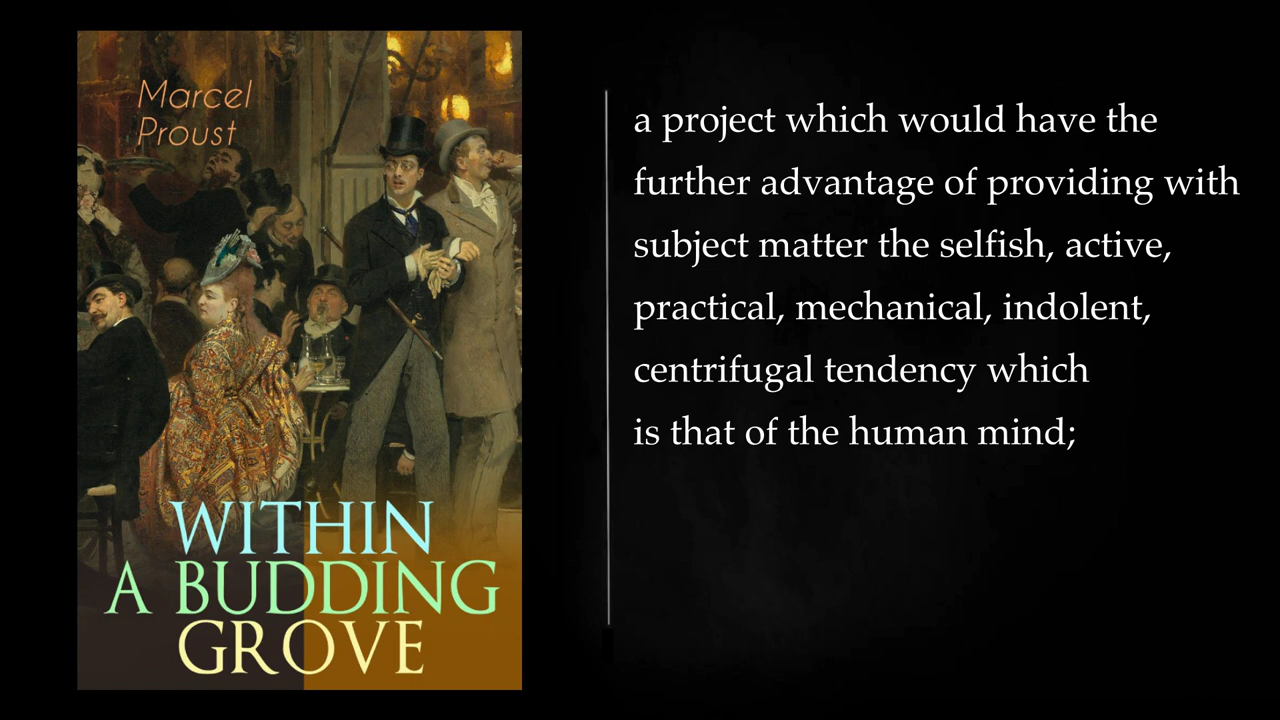 Marcel
Proust
WITHIN
A BUDDING
GROVE
a project which would have the
further advantage of providing with
subject matter the selfish, active,
practical, mechanical, indolent,
centrifugal tendency which
is that of the human mind;